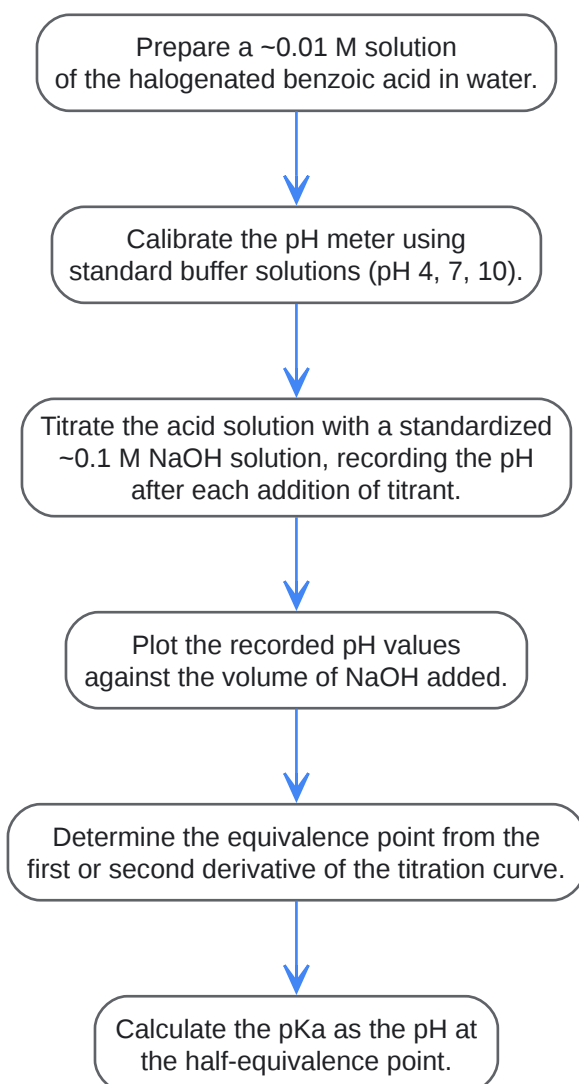 Prepare a ~0.01 M solution
of the halogenated benzoic acid in water.
Calibrate the pH meter using
standard buffer solutions (pH 4, 7, 10).
Titrate the acid solution with a standardized
~0.1 M NaOH solution, recording the pH
after each addition of titrant.
Plot the recorded pH values
against the volume of NaOH added.
Determine the equivalence point from the
first or second derivative of the titration curve.
Calculate the pKa as the pH at
the half-equivalence point.